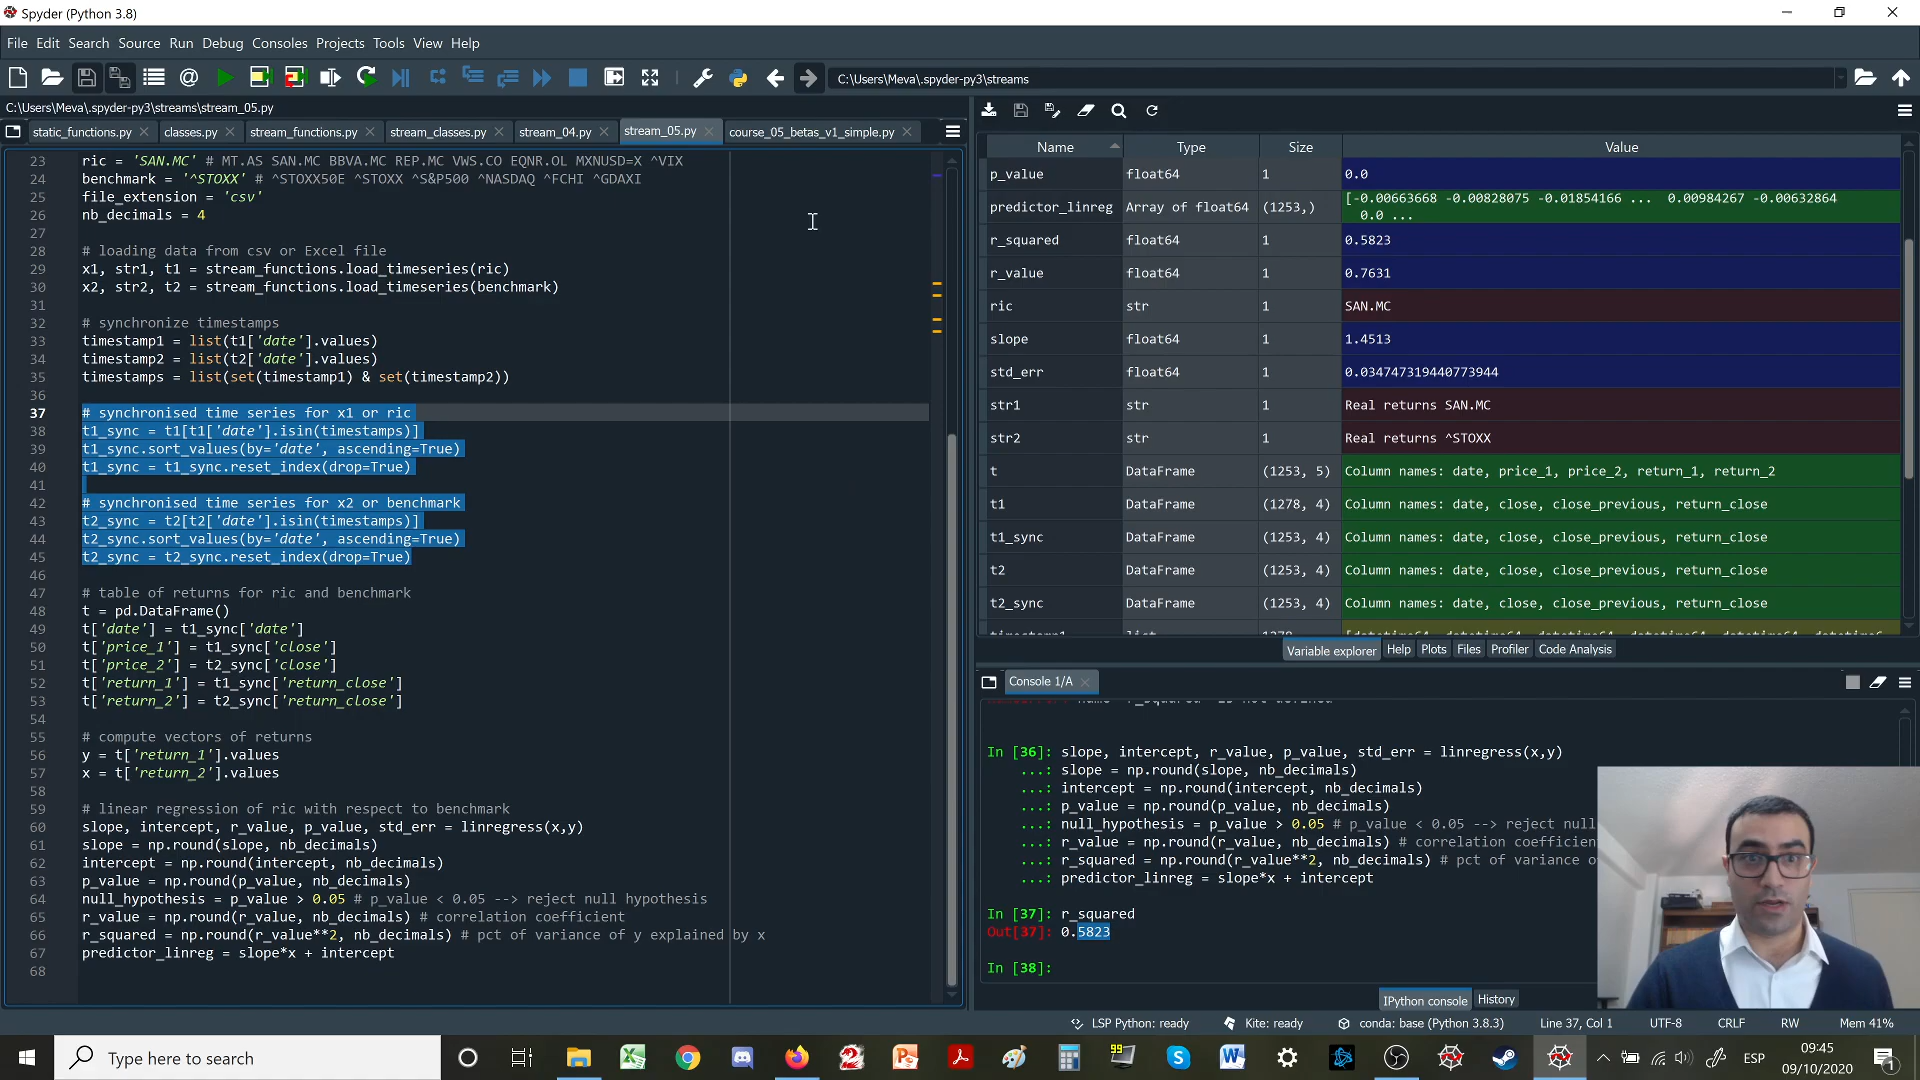 Spyder (Python 3.8)
File Edit Search Source Run Debug Consoles Projects Tools View Help
C:\Users\Meva\.spyder-py3\streams
C:\Users\Meva\.spyder-py3\streams\stream_05.py
static_functions.py classes.py stream_functions.py stream_classes.py stream_04.py stream_05.py course_05_betas_v1_simple.py
23 ric = 'SAN.MC' # MT.AS SAN.MC BBVA.MC REP.MC VWS.CO EQNR.OL MXNUSD=X ^VIX
24 benchmark = '^STOXX' # ^STOXX50E ^STOXX ^S&P500 ^NASDAQ ^FCHI ^GDAXI
25 file_extension = 'csv'
26 nb_decimals = 4
27
28 # loading data from csv or Excel file
29 x1, str1, t1 = stream_functions.load_timeseries(ric)
30 x2, str2, t2 = stream_functions.load_timeseries(benchmark)
31
32 # synchronize timestamps
33 timestamp1 = list(t1['date'].values)
34 timestamp2 = list(t2['date'].values)
35 timestamps = list(set(timestamp1) & set(timestamp2))
36
37 # synchronised time series for x1 or ric
38 t1_sync = t1[t1['date'].isin(timestamps)]
39 t1_sync.sort_values(by='date', ascending=True)
40 t1_sync = t1_sync.reset_index(drop=True)
41
42 # synchronised time series for x2 or benchmark
43 t2_sync = t2[t2['date'].isin(timestamps)]
44 t2_sync.sort_values(by='date', ascending=True)
45 t2_sync = t2_sync.reset_index(drop=True)
46
47 # table of returns for ric and benchmark
48 t = pd.DataFrame()
49 t['date'] = t1_sync['date']
50 t['price_1'] = t1_sync['close']
51 t['price_2'] = t2_sync['close']
52 t['return_1'] = t1_sync['return_close']
53 t['return_2'] = t2_sync['return_close']
54
55 # compute vectors of returns
56 y = t['return_1'].values
57 x = t['return_2'].values
58
59 # linear regression of ric with respect to benchmark
60 slope, intercept, r_value, p_value, std_err = linregress(x,y)
61 slope = np.round(slope, nb_decimals)
62 intercept = np.round(intercept, nb_decimals)
63 p_value = np.round(p_value, nb_decimals)
64 null_hypothesis = p_value > 0.05 # p_value < 0.05 --> reject null hypothesis
65 r_value = np.round(r_value, nb_decimals) # correlation coefficient
66 r_squared = np.round(r_value**2, nb_decimals) # pct of variance of y explained by x
67 predictor_linreg = slope*x + intercept
68
Name Type Size Value
p_value float64 1 0.0
predictor_linreg Array of float64 (1253,) [-0.00663668 -0.00828075 -0.01854166 ... 0.00984267 -0.00632864
0.0 ...
r_squared float64 1 0.5823
r_value float64 1 0.7631
ric str 1 SAN.MC
slope float64 1 1.4513
std_err float64 1 0.034747319440773944
str1 str 1 Real returns SAN.MC
str2 str 1 Real returns ^STOXX
t DataFrame (1253, 5) Column names: date, price_1, price_2, return_1, return_2
t1 DataFrame (1278, 4) Column names: date, close, close_previous, return_close
t1_sync DataFrame (1253, 4) Column names: date, close, close_previous, return_close
t2 DataFrame (1253, 4) Column names: date, close, close_previous, return_close
t2_sync DataFrame (1253, 4) Column names: date, close, close_previous, return_close
Variable explorer Help Plots Files Profiler Code Analysis
Console 1/A
In [36]: slope, intercept, r_value, p_value, std_err = linregress(x,y)
...: slope = np.round(slope, nb_decimals)
...: intercept = np.round(intercept, nb_decimals)
...: p_value = np.round(p_value, nb_decimals)
...: null_hypothesis = p_value > 0.05 # p_value < 0.05 --> reject null
...: r_value = np.round(r_value, nb_decimals) # correlation coefficien
...: r_squared = np.round(r_value**2, nb_decimals) # pct of variance o
...: predictor_linreg = slope*x + intercept
In [37]: r_squared
Out[37]: 0.5823
In [38]:
IPython console History
LSP Python: ready Kite: ready conda: base (Python 3.8.3) Line 37, Col 1 UTF-8 CRLF RW Mem 41%
Type here to search
99
ESP
09:45
09/10/2020
1